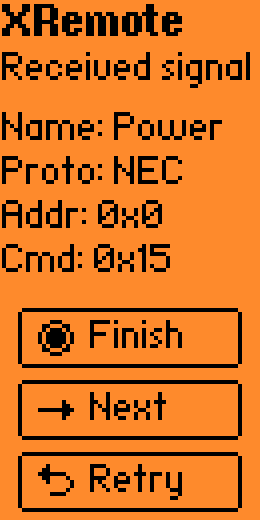 XRemote
Received signal
Name: Power
Proto: NEC
Addr: 0x0
Cmd: 0x15
Finish
Next
Retry